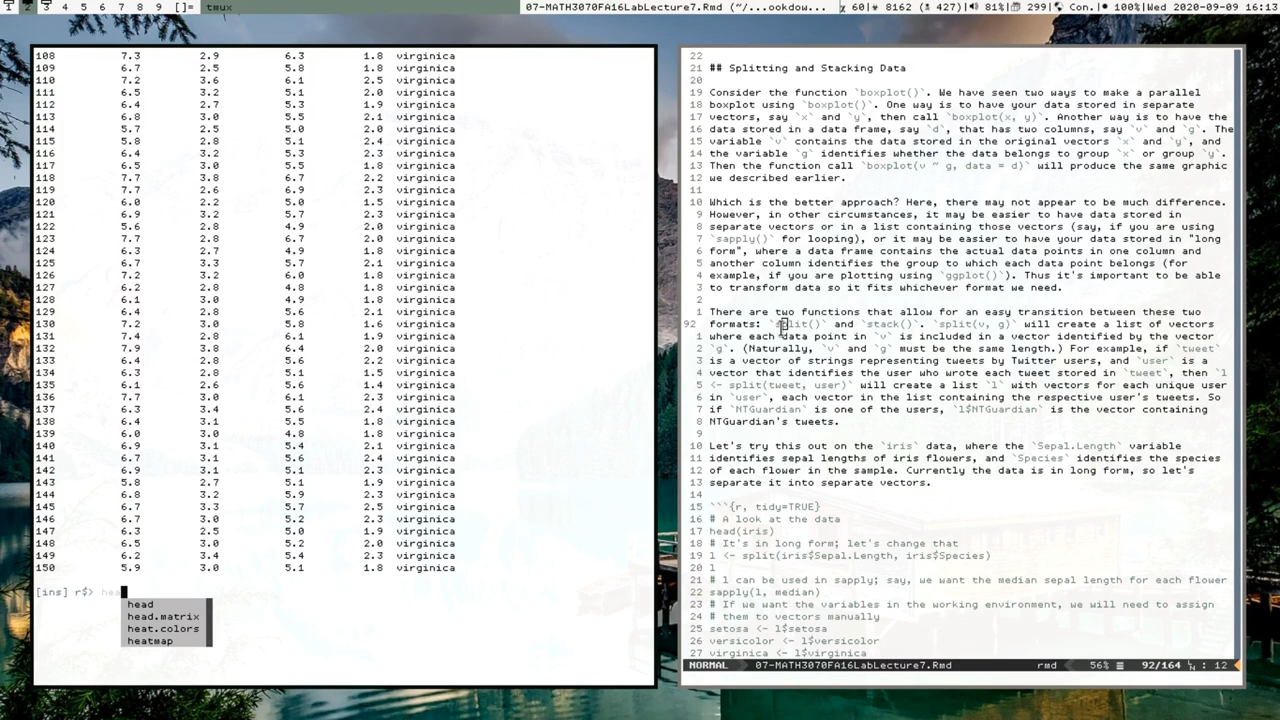 1 2 3 4 5 6 7 8 9 []= tmux 07-MATH3070FA16LabLecture7.Rmd (~/...ookdow... 60 8162 ( 427) 81% 299 Con. 100% Wed 2020-09-09 16:13
108 7.3 2.9 6.3 1.8 virginica
109 6.7 2.5 5.8 1.8 virginica
110 7.2 3.6 6.1 2.5 virginica
111 6.5 3.2 5.1 2.0 virginica
112 6.4 2.7 5.3 1.9 virginica
113 6.8 3.0 5.5 2.1 virginica
114 5.7 2.5 5.0 2.0 virginica
115 5.8 2.8 5.1 2.4 virginica
116 6.4 3.2 5.3 2.3 virginica
117 6.5 3.0 5.5 1.8 virginica
118 7.7 3.8 6.7 2.2 virginica
119 7.7 2.6 6.9 2.3 virginica
120 6.0 2.2 5.0 1.5 virginica
121 6.9 3.2 5.7 2.3 virginica
122 5.6 2.8 4.9 2.0 virginica
123 7.7 2.8 6.7 2.0 virginica
124 6.3 2.7 4.9 1.8 virginica
125 6.7 3.3 5.7 2.1 virginica
126 7.2 3.2 6.0 1.8 virginica
127 6.2 2.8 4.8 1.8 virginica
128 6.1 3.0 4.9 1.8 virginica
129 6.4 2.8 5.6 2.1 virginica
130 7.2 3.0 5.8 1.6 virginica
131 7.4 2.8 6.1 1.9 virginica
132 7.9 3.8 6.4 2.0 virginica
133 6.4 2.8 5.6 2.2 virginica
134 6.3 2.8 5.1 1.5 virginica
135 6.1 2.6 5.6 1.4 virginica
136 7.7 3.0 6.1 2.3 virginica
137 6.3 3.4 5.6 2.4 virginica
138 6.4 3.1 5.5 1.8 virginica
139 6.0 3.0 4.8 1.8 virginica
140 6.9 3.1 5.4 2.1 virginica
141 6.7 3.1 5.6 2.4 virginica
142 6.9 3.1 5.1 2.3 virginica
143 5.8 2.7 5.1 1.9 virginica
144 6.8 3.2 5.9 2.3 virginica
145 6.7 3.3 5.7 2.5 virginica
146 6.7 3.0 5.2 2.3 virginica
147 6.3 2.5 5.0 1.9 virginica
148 6.5 3.0 5.2 2.0 virginica
149 6.2 3.4 5.4 2.3 virginica
150 5.9 3.0 5.1 1.8 virginica
[ins] r$> hea
head
head.matrix
heat.colors
heatmap
22
21 ## Splitting and Stacking Data
20
19 Consider the function `boxplot()`. We have seen two ways to make a parallel
18 boxplot using `boxplot()`. One way is to have your data stored in separate
17 vectors, say `x` and `y`, then call `boxplot(x, y)`. Another way is to have the
16 data stored in a data frame, say `d`, that has two columns, say `v` and `g`. The
15 variable `v` contains the data stored in the original vectors `x` and `y`, and
14 the variable `g` identifies whether the data belongs to group `x` or group `y`.
13 Then the function call `boxplot(v ~ g, data = d)` will produce the same graphic
12 we described earlier.
11
10 Which is the better approach? Here, there may not appear to be much difference.
9 However, in other circumstances, it may be easier to have data stored in
8 separate vectors or in a list containing those vectors (say, if you are using
7 `sapply()` for looping), or it may be easier to have your data stored in "long
6 form", where a data frame contains the actual data points in one column and
5 another column identifies the group to which each data point belongs (for
4 example, if you are plotting using `ggplot()`). Thus it's important to be able
3 to transform data so it fits whichever format we need.
2
1 There are two functions that allow for an easy transition between these two
92 formats: `split()` and `stack()`. `split(v, g)` will create a list of vectors
1 where each data point in `v` is included in a vector identified by the vector
2 `g`. (Naturally, `v` and `g` must be the same length.) For example, if `tweet`
3 is a vector of strings representing tweets by Twitter users, and `user` is a
4 vector that identifies the user who wrote each tweet stored in `tweet`, then `l
5 <- split(tweet, user)` will create a list `l` with vectors for each unique user
6 in `user`, each vector in the list containing the respective user's tweets. So
7 if `NTGuardian` is one of the users, `l$NTGuardian` is the vector containing
8 NTGuardian's tweets.
9
10 Let's try this out on the `iris` data, where the `Sepal.Length` variable
11 identifies sepal lengths of iris flowers, and `Species` identifies the species
12 of each flower in the sample. Currently the data is in long form, so let's
13 separate it into separate vectors.
14
15 ```{r, tidy=TRUE}
16 # A look at the data
17 head(iris)
18 # It's in long form; let's change that
19 l <- split(iris$Sepal.Length, iris$Species)
20 l
21 # l can be used in sapply; say, we want the median sepal length for each flower
22 sapply(l, median)
23 # If we want the variables in the working environment, we will need to assign
24 # them to vectors manually
25 setosa <- l$setosa
26 versicolor <- l$versicolor
27 virginica <- l$virginica
NORMAL 07-MATH3070FA16LabLecture7.Rmd rmd 56% 92/164 : 12